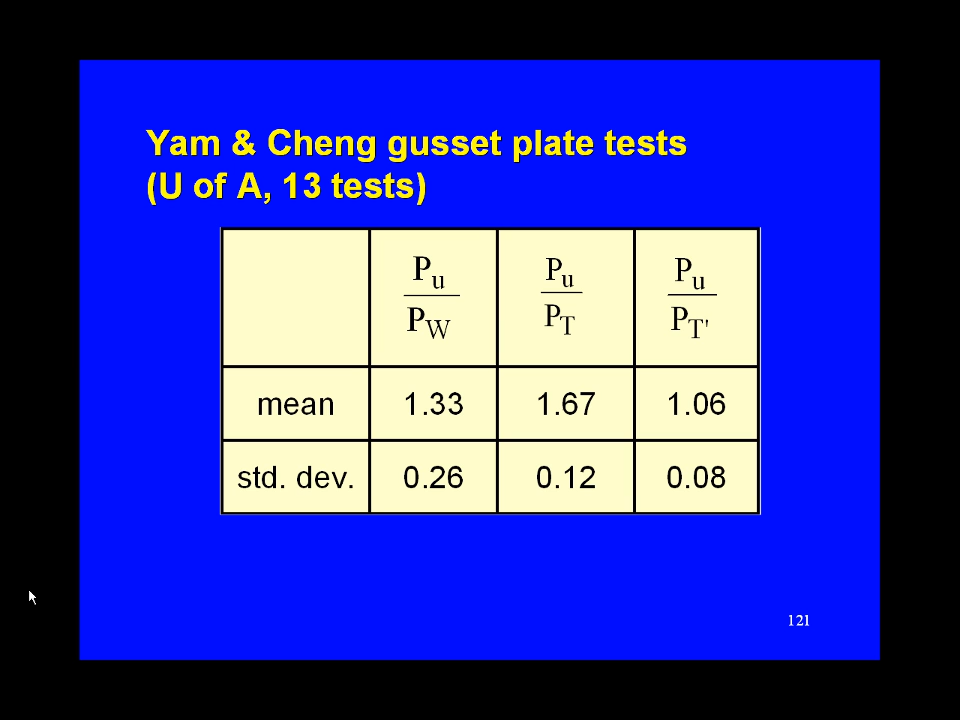 Yam & Cheng gusset plate tests
(U of A, 13 tests)
Pu/PW Pu/PT Pu/PT'
mean 1.33 1.67 1.06
std. dev. 0.26 0.12 0.08
121